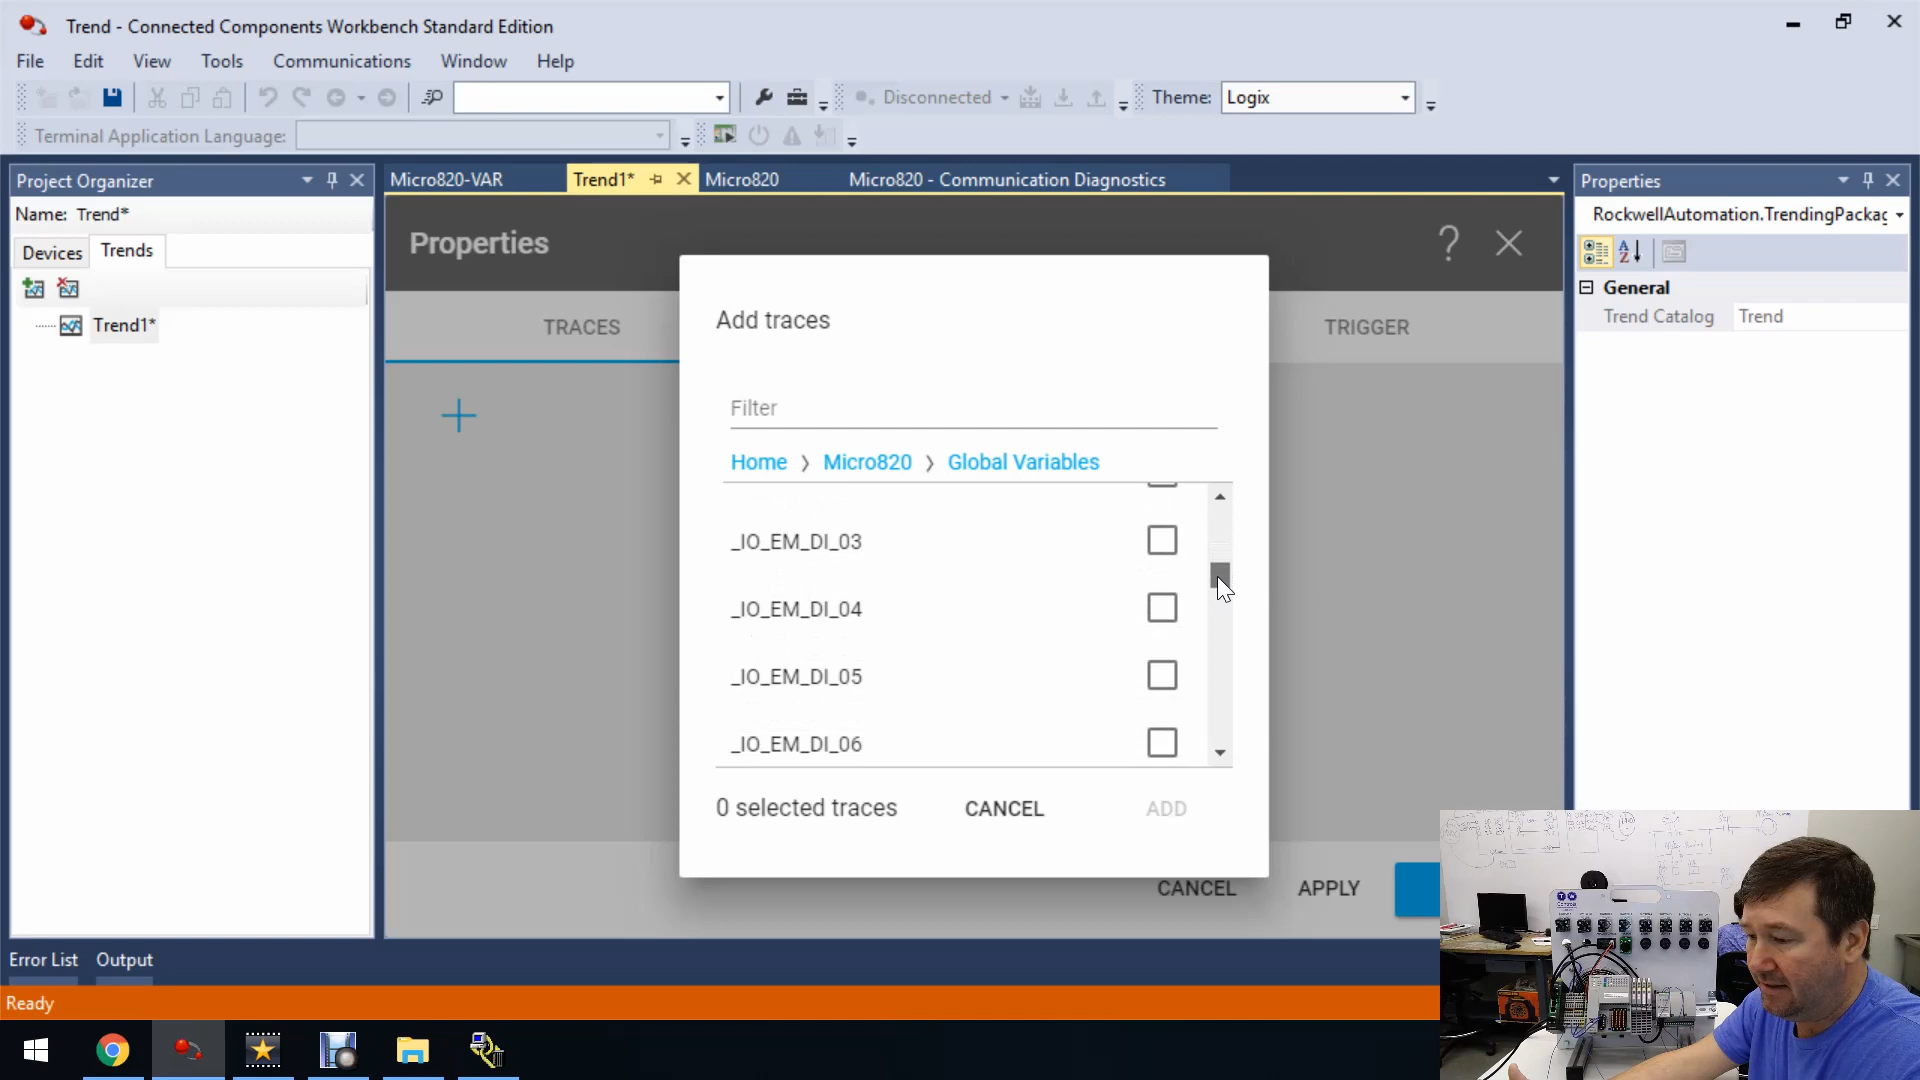 Trend - Connected Components Workbench Standard Edition
File Edit View Tools Communications Window Help
Disconnected Theme: Logix
Terminal Application Language:
Project Organizer
Name: Trend*
Devices Trends
Trend1*
Micro820-VAR Trend1* Micro820 Micro820 - Communication Diagnostics
Properties
TRACES TRIGGER
Add traces
Filter
Home > Micro820 > Global Variables
_IO_EM_DI_03
_IO_EM_DI_04
_IO_EM_DI_05
_IO_EM_DI_06
0 selected traces CANCEL ADD
CANCEL APPLY
Properties
RockwellAutomation.TrendingPackag
General
Trend Catalog Trend
Error List Output
Ready